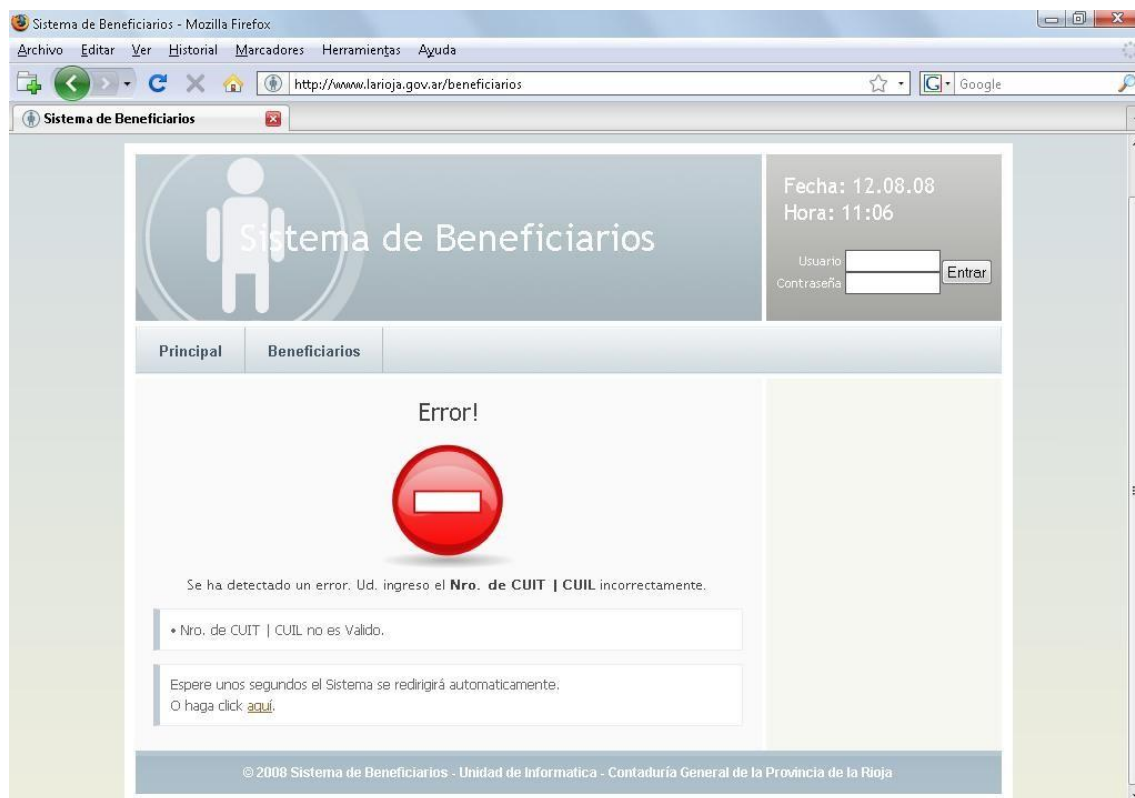 Sistema de Beneficiarios - Mozilla Firefox
Archivo Editar Ver Historial Marcadores Herramientas Ayuda
http://www.larioja.gov.ar/beneficiarios
G Google
Sistema de Beneficiarios
Sistema de Beneficiarios
Fecha: 12.08.08
Hora: 11:06
Usuario
Contraseña
Entrar
Principal Beneficiarios
Error!
Se ha detectado un error. Ud. ingreso el Nro. de CUIT | CUIL incorrectamente.
• Nro. de CUIT | CUIL no es Valido.
Espere unos segundos el Sistema se redirigirá automaticamente.
O haga click aquí.
© 2008 Sistema de Beneficiarios - Unidad de Informatica - Contaduría General de la Provincia de la Rioja